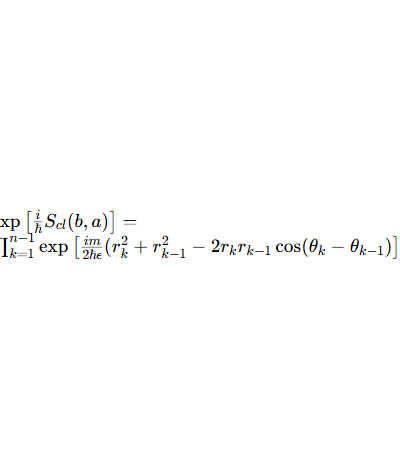 xp [i/ħ S_cl(b, a)] =
∏_{k=1}^{n−1} exp [im/2ħϵ (r_k^2 + r_{k−1}^2 − 2r_k r_{k−1} cos(θ_k − θ_{k−1})]